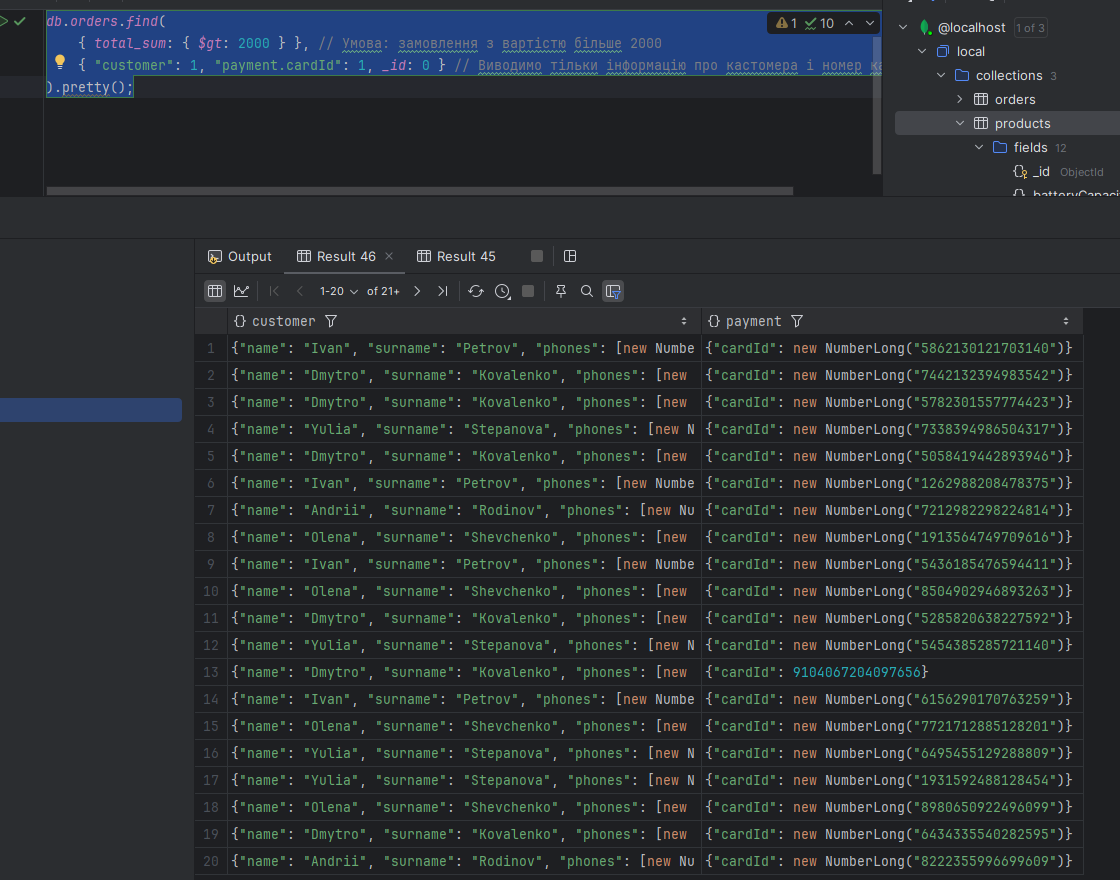 db.orders.find(
{ total_sum: { $gt: 2000 } }, // Умова: замовлення з вартістю більше 2000
{ "customer": 1, "payment.cardId": 1, _id: 0 } // Виводимо тільки інформацію про кастомера і номер
).pretty();
1 10
@localhost 1 of 3
local
collections 3
orders
products
fields 12
_id ObjectId
Output Result 46 Result 45
1-20 of 21+
{} customer {} payment
1 {"name": "Ivan", "surname": "Petrov", "phones": [new Numbe {"cardId": new NumberLong("5862130121703140")}
2 {"name": "Dmytro", "surname": "Kovalenko", "phones": [new {"cardId": new NumberLong("7442132394983542")}
3 {"name": "Dmytro", "surname": "Kovalenko", "phones": [new {"cardId": new NumberLong("5782301557774423")}
4 {"name": "Yulia", "surname": "Stepanova", "phones": [new N {"cardId": new NumberLong("7338394986504317")}
5 {"name": "Dmytro", "surname": "Kovalenko", "phones": [new {"cardId": new NumberLong("5058419442893946")}
6 {"name": "Ivan", "surname": "Petrov", "phones": [new Numbe {"cardId": new NumberLong("1262988208478375")}
7 {"name": "Andrii", "surname": "Rodinov", "phones": [new Nu {"cardId": new NumberLong("7212982298224814")}
8 {"name": "Olena", "surname": "Shevchenko", "phones": [new {"cardId": new NumberLong("1913564749709616")}
9 {"name": "Ivan", "surname": "Petrov", "phones": [new Numbe {"cardId": new NumberLong("5436185476594411")}
10 {"name": "Olena", "surname": "Shevchenko", "phones": [new {"cardId": new NumberLong("8504902946893263")}
11 {"name": "Dmytro", "surname": "Kovalenko", "phones": [new {"cardId": new NumberLong("5285820638227592")}
12 {"name": "Yulia", "surname": "Stepanova", "phones": [new N {"cardId": new NumberLong("5454385285721140")}
13 {"name": "Dmytro", "surname": "Kovalenko", "phones": [new {"cardId": 9104067204097656}
14 {"name": "Ivan", "surname": "Petrov", "phones": [new Numbe {"cardId": new NumberLong("6156290170763259")}
15 {"name": "Olena", "surname": "Shevchenko", "phones": [new {"cardId": new NumberLong("7721712885128201")}
16 {"name": "Yulia", "surname": "Stepanova", "phones": [new N {"cardId": new NumberLong("6495455129288809")}
17 {"name": "Yulia", "surname": "Stepanova", "phones": [new N {"cardId": new NumberLong("1931592488128454")}
18 {"name": "Olena", "surname": "Shevchenko", "phones": [new {"cardId": new NumberLong("8980650922496099")}
19 {"name": "Dmytro", "surname": "Kovalenko", "phones": [new {"cardId": new NumberLong("6434335540282595")}
20 {"name": "Andrii", "surname": "Rodinov", "phones": [new Nu {"cardId": new NumberLong("8222355996699609")}